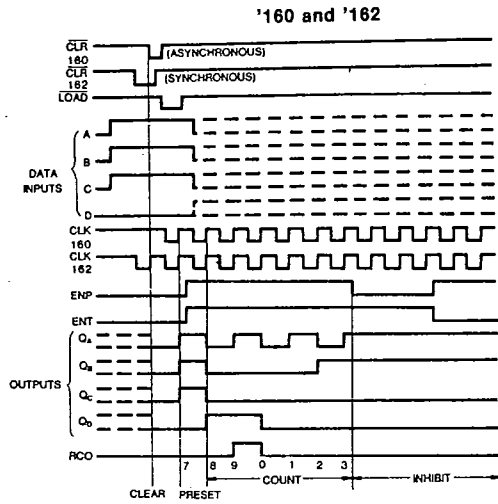 '160 and '162
CLR
160
(ASYNCHRONOUS)
CLR
162
(SYNCHRONOUS)
LOAD
DATA
INPUTS
A
B
C
D
CLK
160
CLK
162
ENP
ENT
OUTPUTS
QA
QB
QC
QD
RCO
7 8 9 0 1 2 3
CLEAR PRESET COUNT INHIBIT